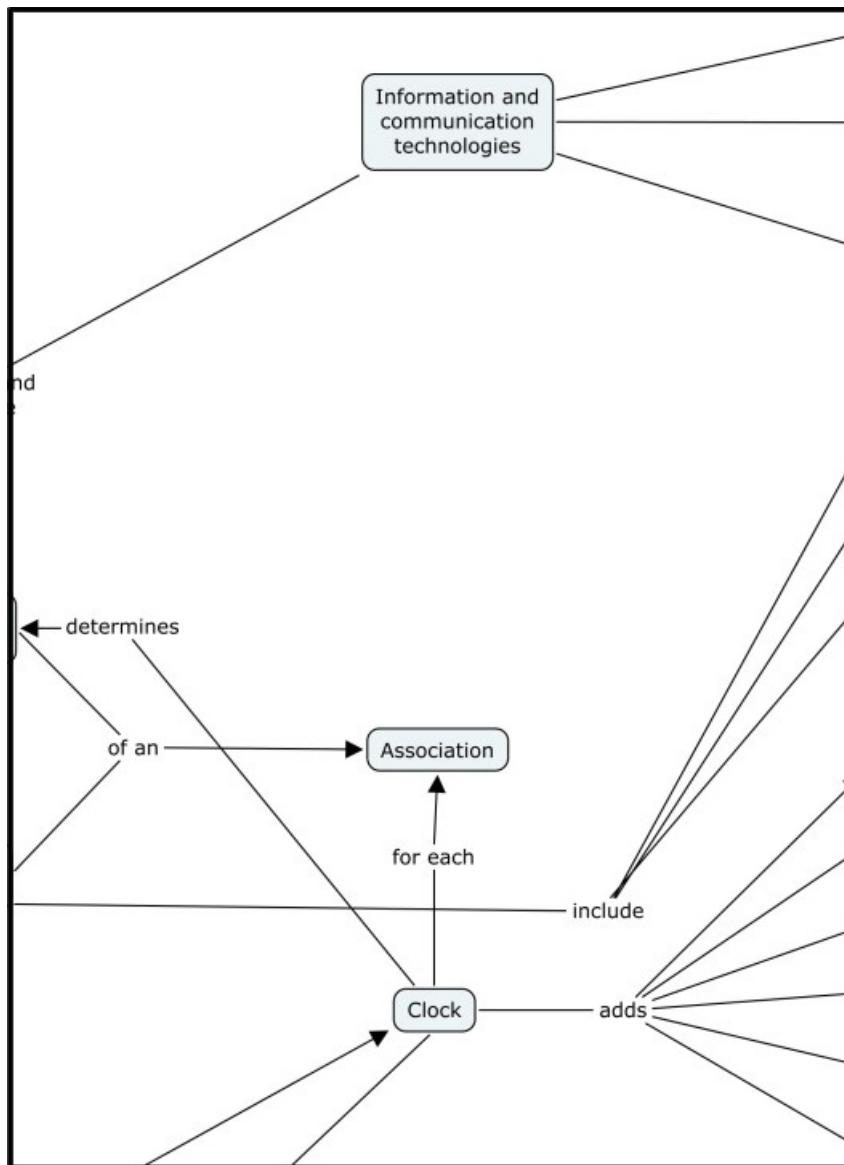 Information and
communication
technologies
determines
of an
Association
for each
include
Clock
adds